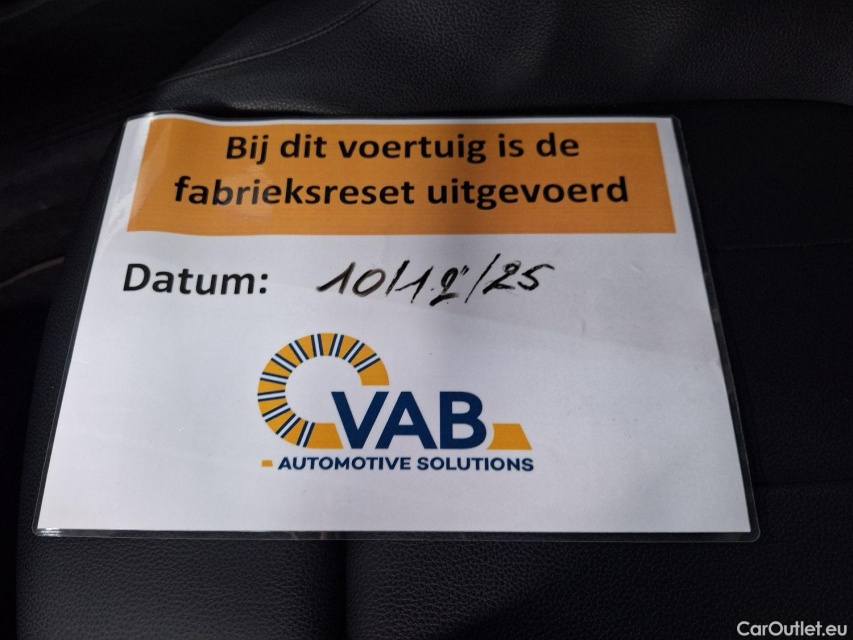 Bij dit voertuig is de
fabrieksreset uitgevoerd
Datum: 10/12/25
VAB
AUTOMOTIVE SOLUTIONS
CarOutlet.eu